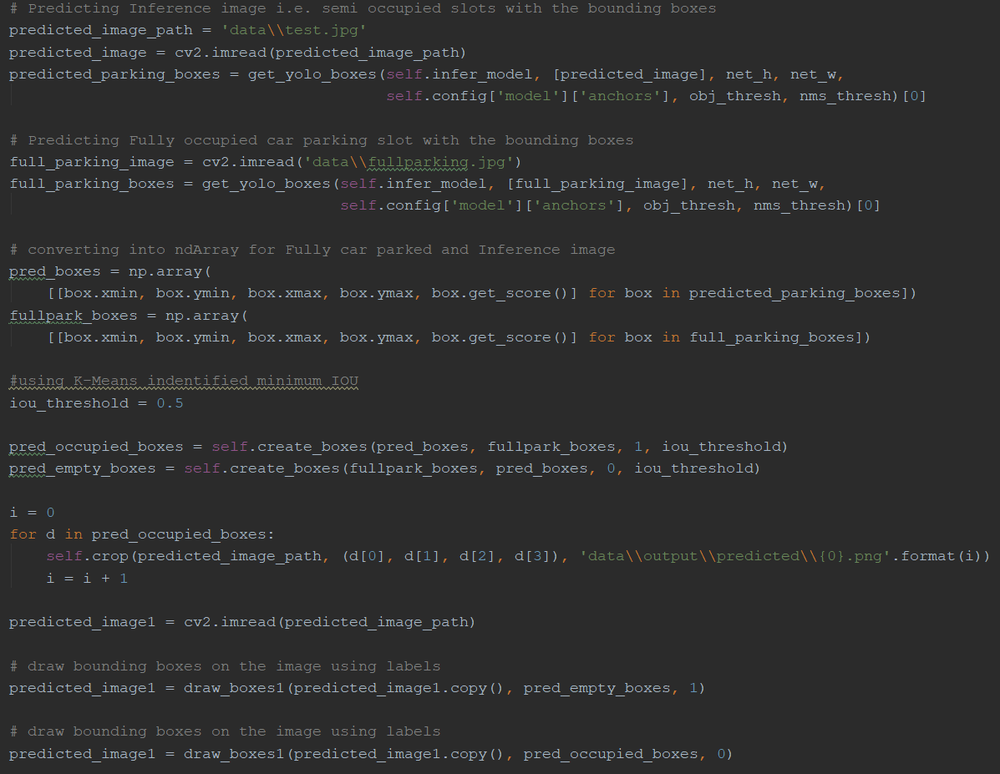 # Predicting Inference image i.e. semi occupied slots with the bounding boxes
predicted_image_path = 'data\\test.jpg'
predicted_image = cv2.imread(predicted_image_path)
predicted_parking_boxes = get_yolo_boxes(self.infer_model, [predicted_image], net_h, net_w,
                                         self.config['model']['anchors'], obj_thresh, nms_thresh)[0]

# Predicting Fully occupied car parking slot with the bounding boxes
full_parking_image = cv2.imread('data\\fullparking.jpg')
full_parking_boxes = get_yolo_boxes(self.infer_model, [full_parking_image], net_h, net_w,
                                    self.config['model']['anchors'], obj_thresh, nms_thresh)[0]

# converting into ndArray for Fully car parked and Inference image
pred_boxes = np.array(
    [[box.xmin, box.ymin, box.xmax, box.ymax, box.get_score()] for box in predicted_parking_boxes])
fullpark_boxes = np.array(
    [[box.xmin, box.ymin, box.xmax, box.ymax, box.get_score()] for box in full_parking_boxes])

#using K-Means indentified minimum IOU
iou_threshold = 0.5

pred_occupied_boxes = self.create_boxes(pred_boxes, fullpark_boxes, 1, iou_threshold)
pred_empty_boxes = self.create_boxes(fullpark_boxes, pred_boxes, 0, iou_threshold)

i = 0
for d in pred_occupied_boxes:
    self.crop(predicted_image_path, (d[0], d[1], d[2], d[3]), 'data\\output\\predicted\\{0}.png'.format(i))
    i = i + 1

predicted_image1 = cv2.imread(predicted_image_path)

# draw bounding boxes on the image using labels
predicted_image1 = draw_boxes1(predicted_image1.copy(), pred_empty_boxes, 1)

# draw bounding boxes on the image using labels
predicted_image1 = draw_boxes1(predicted_image1.copy(), pred_occupied_boxes, 0)